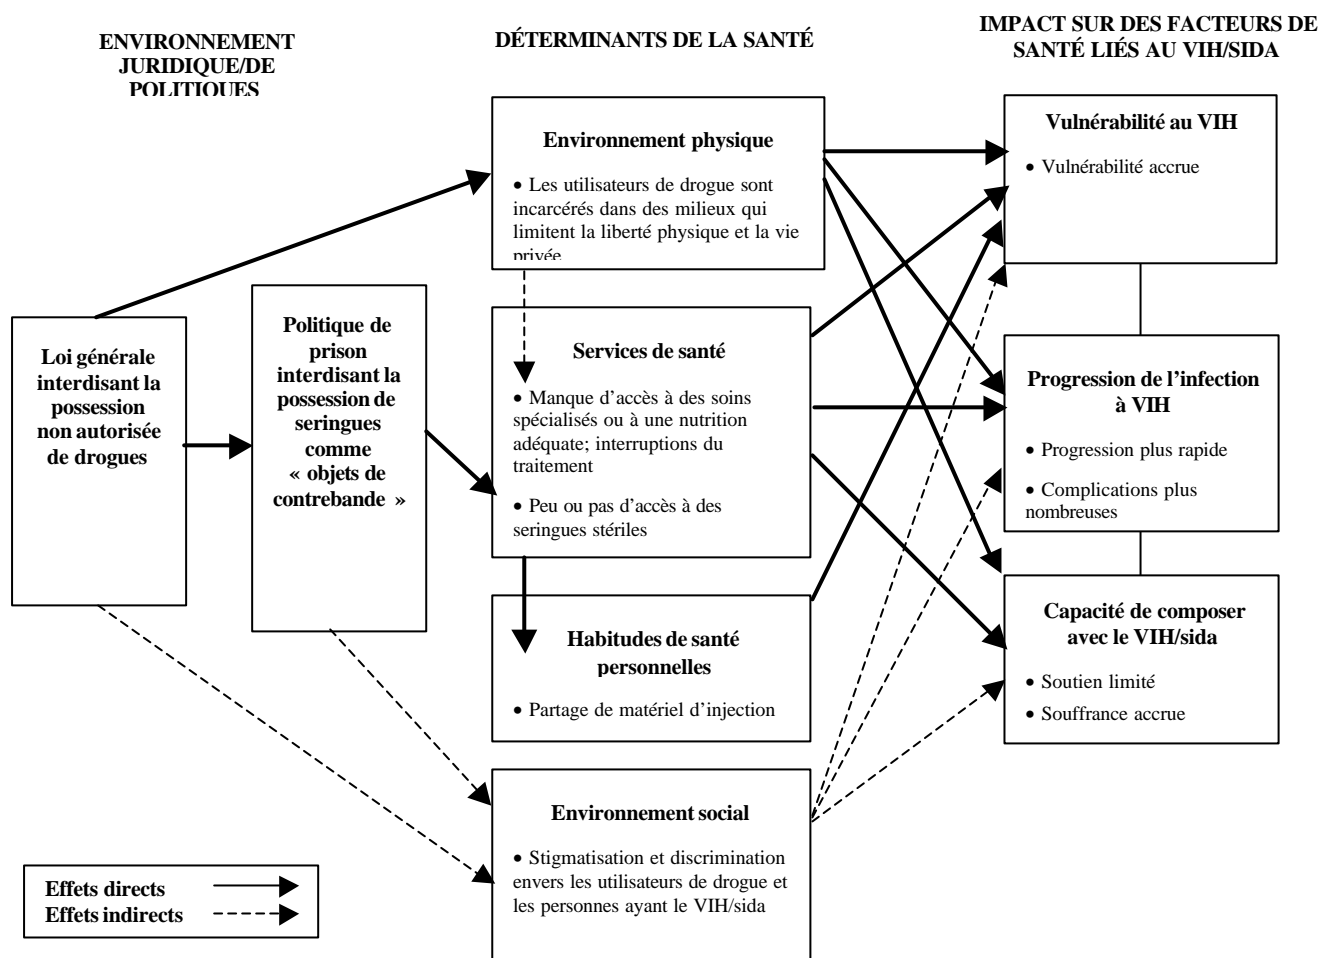 ENVIRONNEMENT
JURIDIQUE/DE
POLITIQUES
DÉTERMINANTS DE LA SANTÉ
IMPACT SUR DES FACTEURS DE
SANTÉ LIÉS AU VIH/SIDA
Loi générale
interdisant la
possession
non autorisée
de drogues
Politique de
prison
interdisant la
possession de
seringues
comme
« objets de
contrebande »
Environnement physique
• Les utilisateurs de drogue sont
incarcérés dans des milieux qui
limitent la liberté physique et la vie
privée
Services de santé
• Manque d’accès à des soins
spécialisés ou à une nutrition
adéquate; interruptions du
traitement
• Peu ou pas d’accès à des
seringues stériles
Habitudes de santé
personnelles
• Partage de matériel d’injection
Environnement social
• Stigmatisation et discrimination
envers les utilisateurs de drogue et
les personnes ayant le VIH/sida
Vulnérabilité au VIH
• Vulnérabilité accrue
Progression de l’infection
à VIH
• Progression plus rapide
• Complications plus
nombreuses
Capacité de composer
avec le VIH/sida
• Soutien limité
• Souffrance accrue
Effets directs
Effets indirects